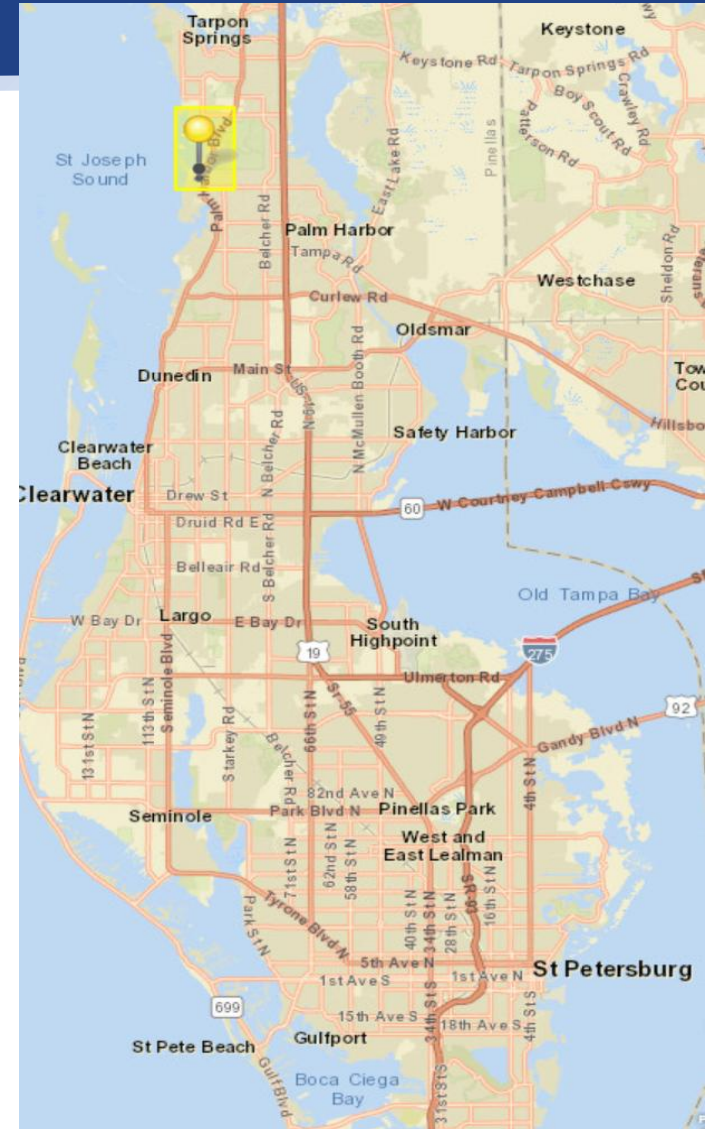 Tarpon
Springs
Keystone
Keystone Rd
Tarpon Springs Rd
Boy Scout Rd
Crawley Rd
Patterson Rd
Pinellas
East Lake Rd
St Joseph
Sound
Belcher Rd
Palm Harbor
Tampa Rd
Sheldon Rd
Westchase
Curlew Rd
Oldsmar
Main St
US
N 19
Dunedin
N McMullen Booth Rd
N Belcher Rd
Safety Harbor
Clearwater
Beach
Clearwater
Drew St
60
W Courtney Campbell Cswy
Druid Rd E
S Belcher Rd
Belleair Rd
Old Tampa Bay
W Bay Dr
Largo
E Bay Dr
South
Highpoint
19
275
Ulmerton Rd
Seminole Blvd
113th St N
131st St N
Starkey Rd
66th St N
Sr-55
49th St N
92
Gandy Blvd N
4th St N
Belcher Rd
82nd Ave N
Park Blvd N
Pinellas Park
Seminole
West and
East Lealman
71st St N
62nd St N
58th St N
40th St N
34th St N
28th St N
16th St N
Tyrone Blvd N
Park St N
5th Ave N
1st Ave N
St Petersburg
1st Ave S
699
15th Ave S
34th St S
18th Ave S
4th St S
St Pete Beach
Gulfport
Gulf Blvd
Boca Ciega
Bay
31st St S